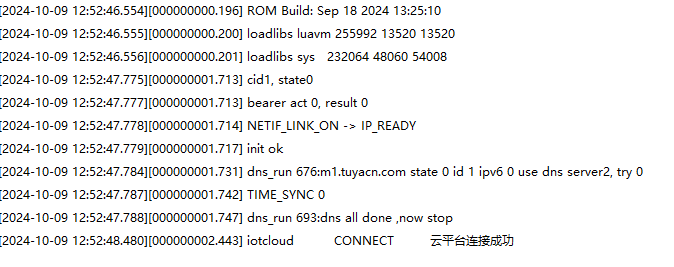 [2024-10-09 12:52:46.554][000000000.196] ROM Build: Sep 18 2024 13:25:10
[2024-10-09 12:52:46.555][000000000.200] loadlibs luavm 255992 13520 13520
[2024-10-09 12:52:46.556][000000000.201] loadlibs sys   232064 48060 54008
[2024-10-09 12:52:47.775][000000001.713] cid1, state0
[2024-10-09 12:52:47.777][000000001.713] bearer act 0, result 0
[2024-10-09 12:52:47.778][000000001.714] NETIF_LINK_ON -> IP_READY
[2024-10-09 12:52:47.779][000000001.717] init ok
[2024-10-09 12:52:47.784][000000001.731] dns_run 676:m1.tuyacn.com state 0 id 1 ipv6 0 use dns server2, try 0
[2024-10-09 12:52:47.787][000000001.742] TIME_SYNC 0
[2024-10-09 12:52:47.788][000000001.747] dns_run 693:dns all done ,now stop
[2024-10-09 12:52:48.480][000000002.443] iotcloud	CONNECT	云平台连接成功